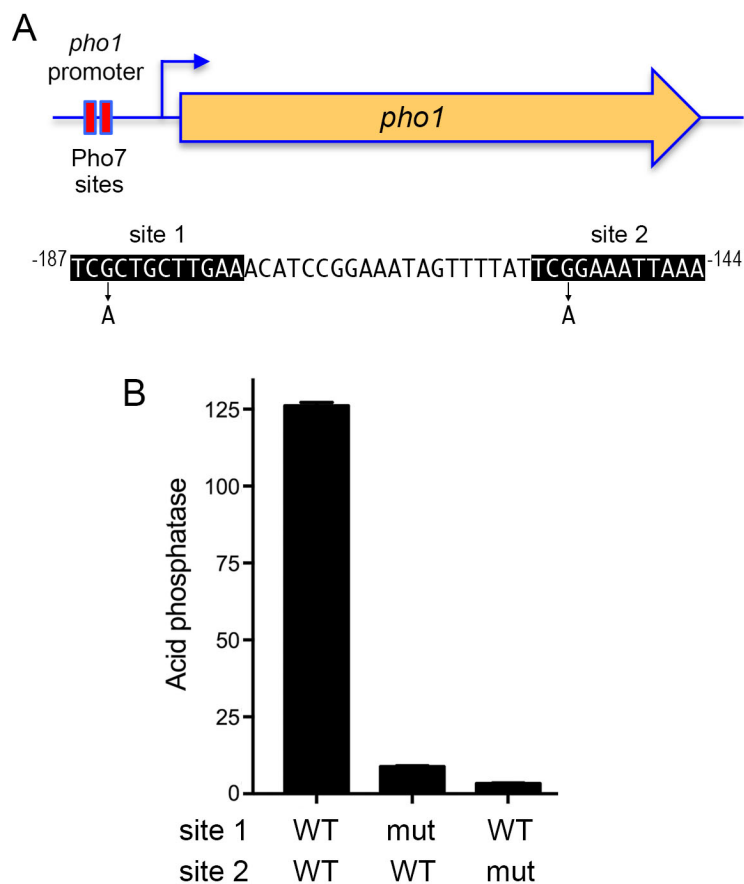 A
pho1
promoter
pho1
Pho7
sites
site 1 site 2
-187 TCGCTGCTTGAAACATCCGGAAATAGTTTTATTCGGAAATTAAA -144
A A
B
Acid phosphatase
125
100
75
50
25
0
site 1 WT mut WT
site 2 WT WT mut